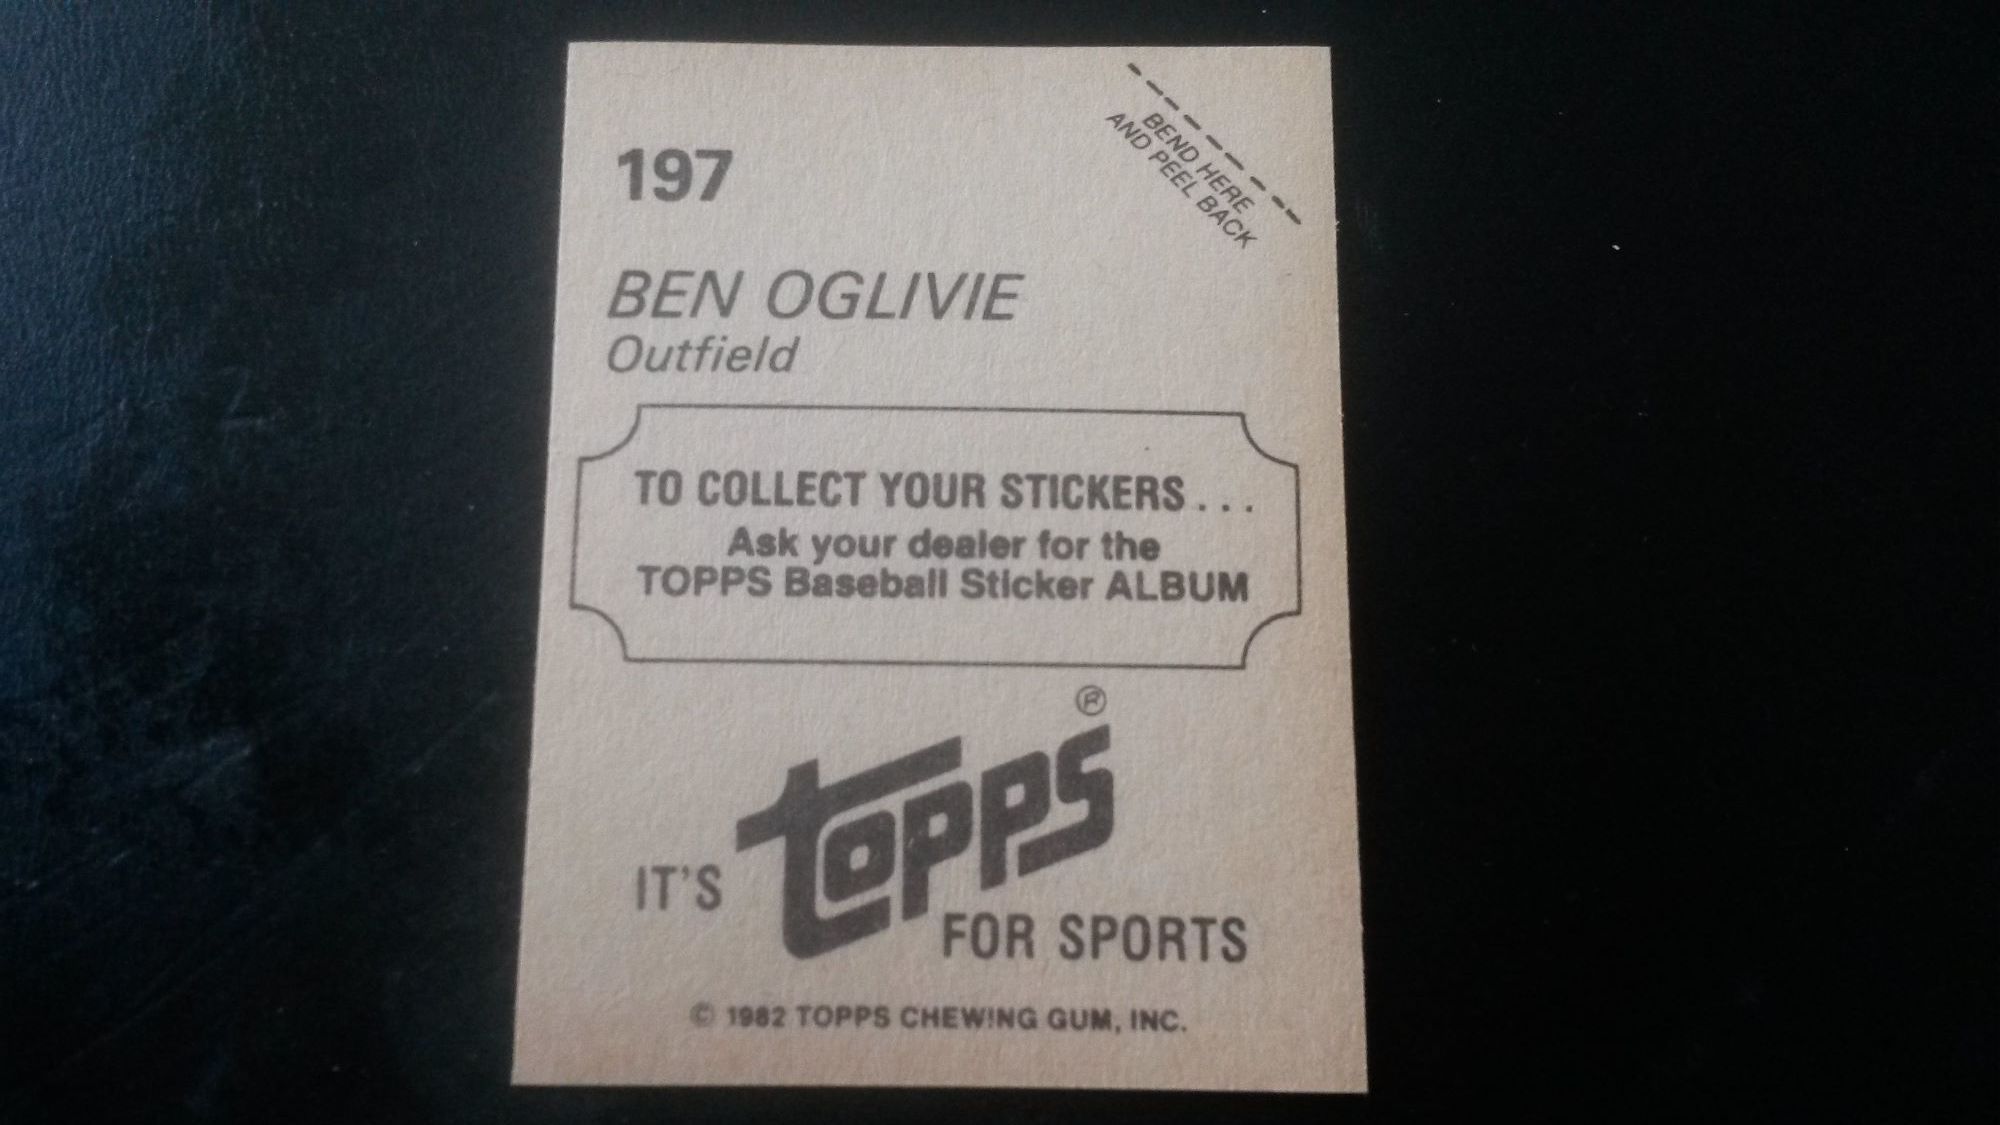 197
BEND HERE
AND PEEL BACK
BEN OGLIVIE
Outfield
TO COLLECT YOUR STICKERS...
Ask your dealer for the
TOPPS Baseball Sticker ALBUM
IT'S topps®
FOR SPORTS
© 1982 TOPPS CHEWING GUM, INC.